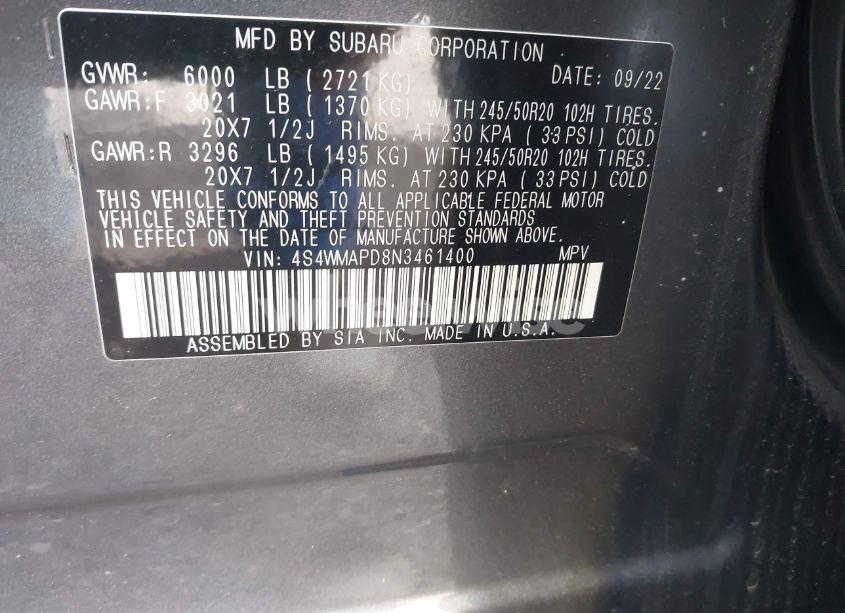 MFD BY SUBARU CORPORATION
GVWR: 6000 LB (2721 KG) DATE: 09/22
GAWR:F 3021 LB (1370 KG) WITH 245/50R20 102H TIRES.
20X7 1/2J RIMS. AT 230 KPA (33 PSI) COLD
GAWR:R 3296 LB (1495 KG) WITH 245/50R20 102H TIRES.
20X7 1/2J RIMS. AT 230 KPA (33 PSI) COLD
THIS VEHICLE CONFORMS TO ALL APPLICABLE FEDERAL MOTOR
VEHICLE SAFETY AND THEFT PREVENTION STANDARDS
IN EFFECT ON THE DATE OF MANUFACTURE SHOWN ABOVE.
VIN: 4S4WMAPD8N3461400 MPV
ASSEMBLED BY SIA INC. MADE IN U.S.A.